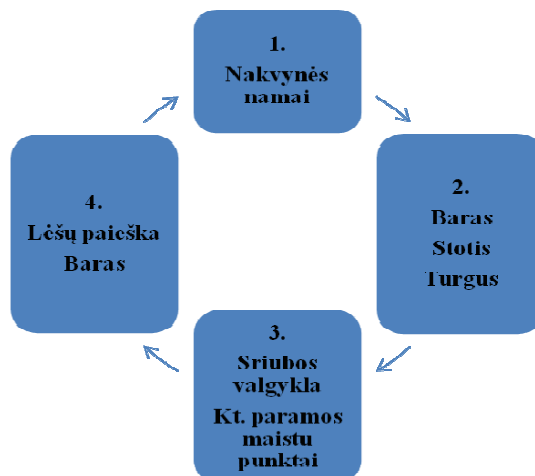 1.
Nakvynės
namai
2.
Baras
Stotis
Turgus
3.
Sriubos
valgykla
Kt. paramos
maistu
punktai
4.
Lėšų paieška
Baras